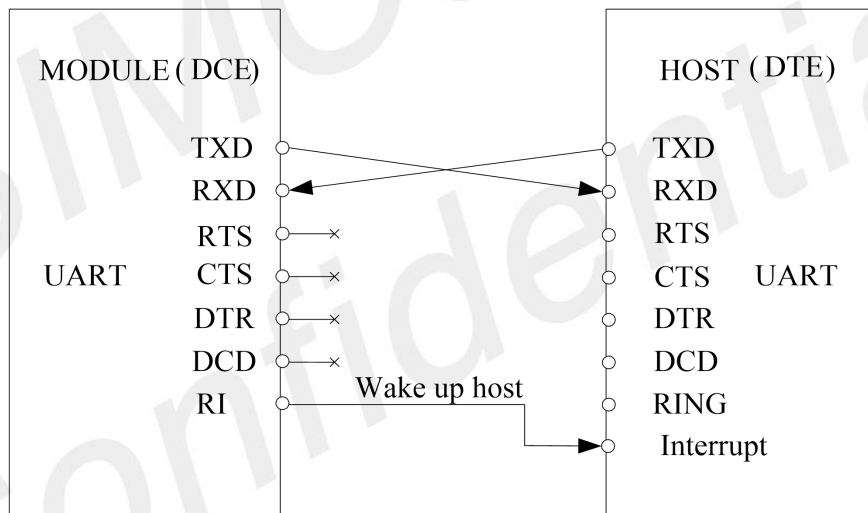 MODULE(DCE)
HOST(DTE)
TXD
TXD
RXD
RXD
RTS
RTS
UART
CTS
CTS
UART
DTR
DTR
DCD
DCD
Wake up host
RI
RING
Interrupt
Confidential